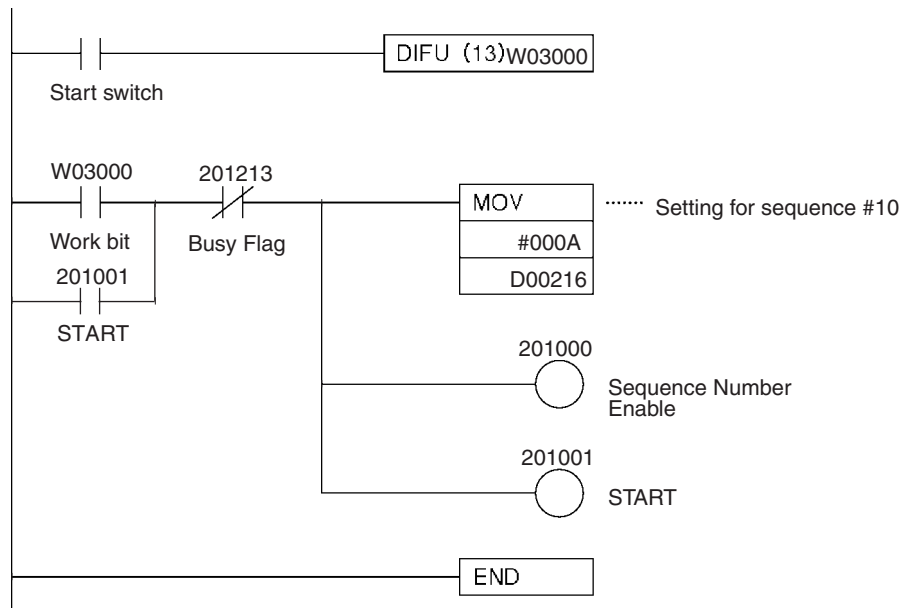 DIFU (13)W03000
Start switch
W03000
201213
MOV
Setting for sequence #10
#000A
D00216
Work bit
Busy Flag
201001
START
201000
Sequence Number
Enable
201001
START
END